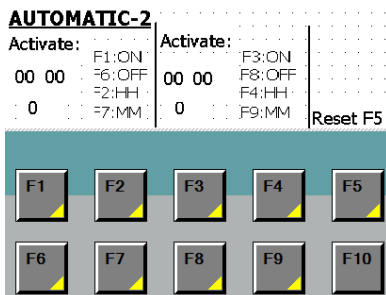 AUTOMATIC-2
Activate:
F1:ON
00 00
F6:OFF
F2:HH
0
F7:MM
Activate:
F3:ON
00 00
F8:OFF
F4:HH
0
F9:MM
Reset F5
F1 F2 F3 F4 F5
F6 F7 F8 F9 F10